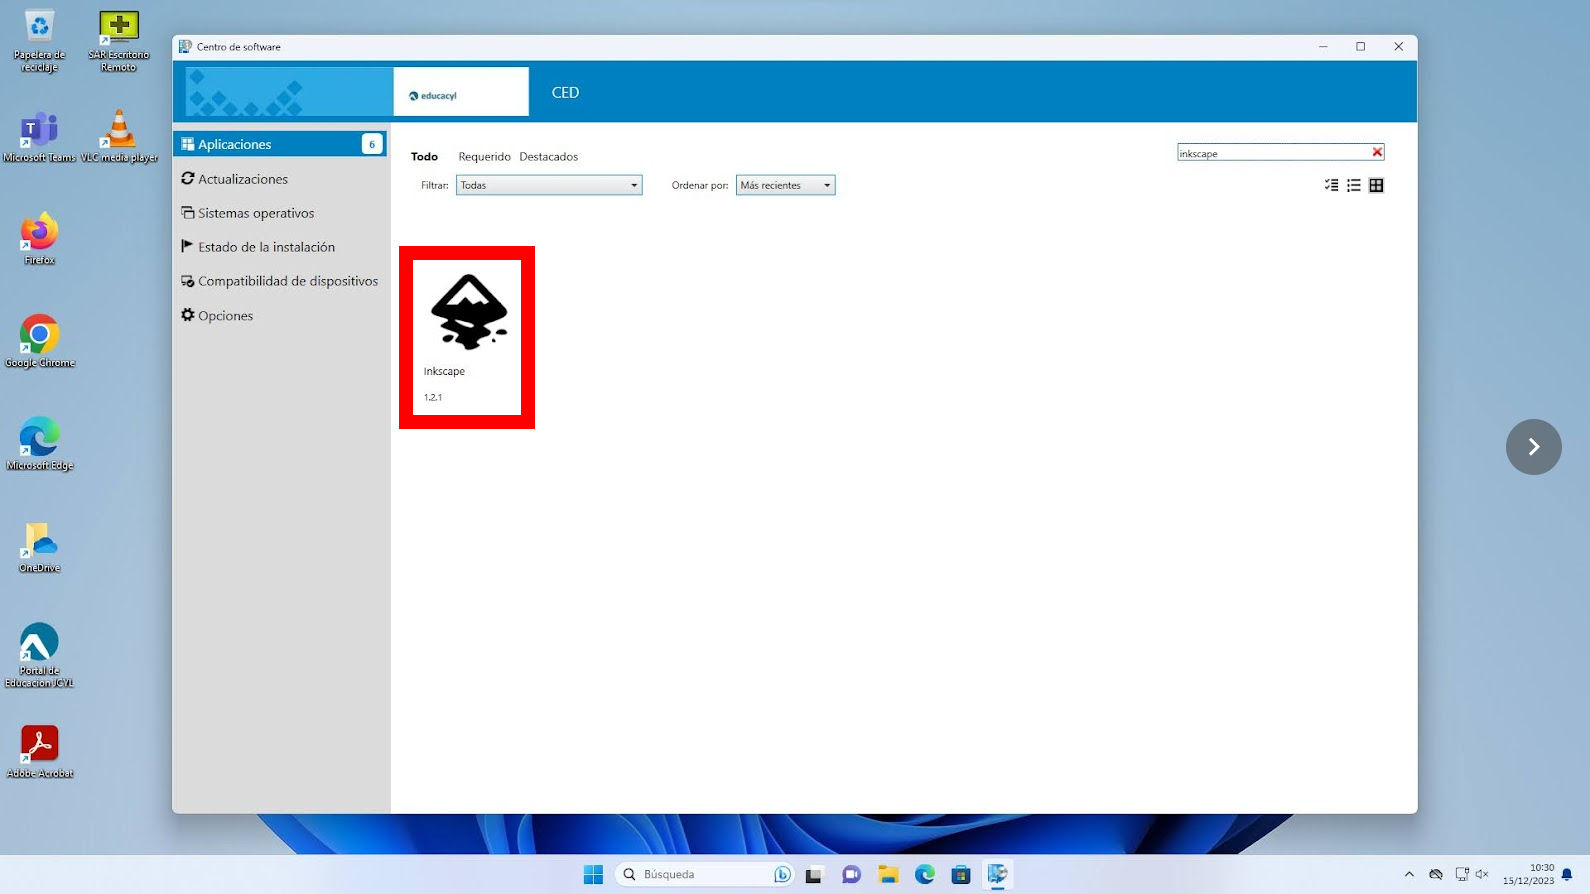 Papelera de
reciclaje
SAR Escritorio
Remoto
Microsoft Teams
VLC media player
Firefox
Google Chrome
Microsoft Edge
OneDrive
Portal de
Educacion JCYL
Adobe Acrobat
Centro de software
educacyl
CED
Aplicaciones
6
Actualizaciones
Sistemas operativos
Estado de la instalación
Compatibilidad de dispositivos
Opciones
Todo Requerido Destacados
inkscape
Filtrar: Todas Ordenar por: Más recientes
Inkscape
1.2.1
Búsqueda
10:30
15/12/2023